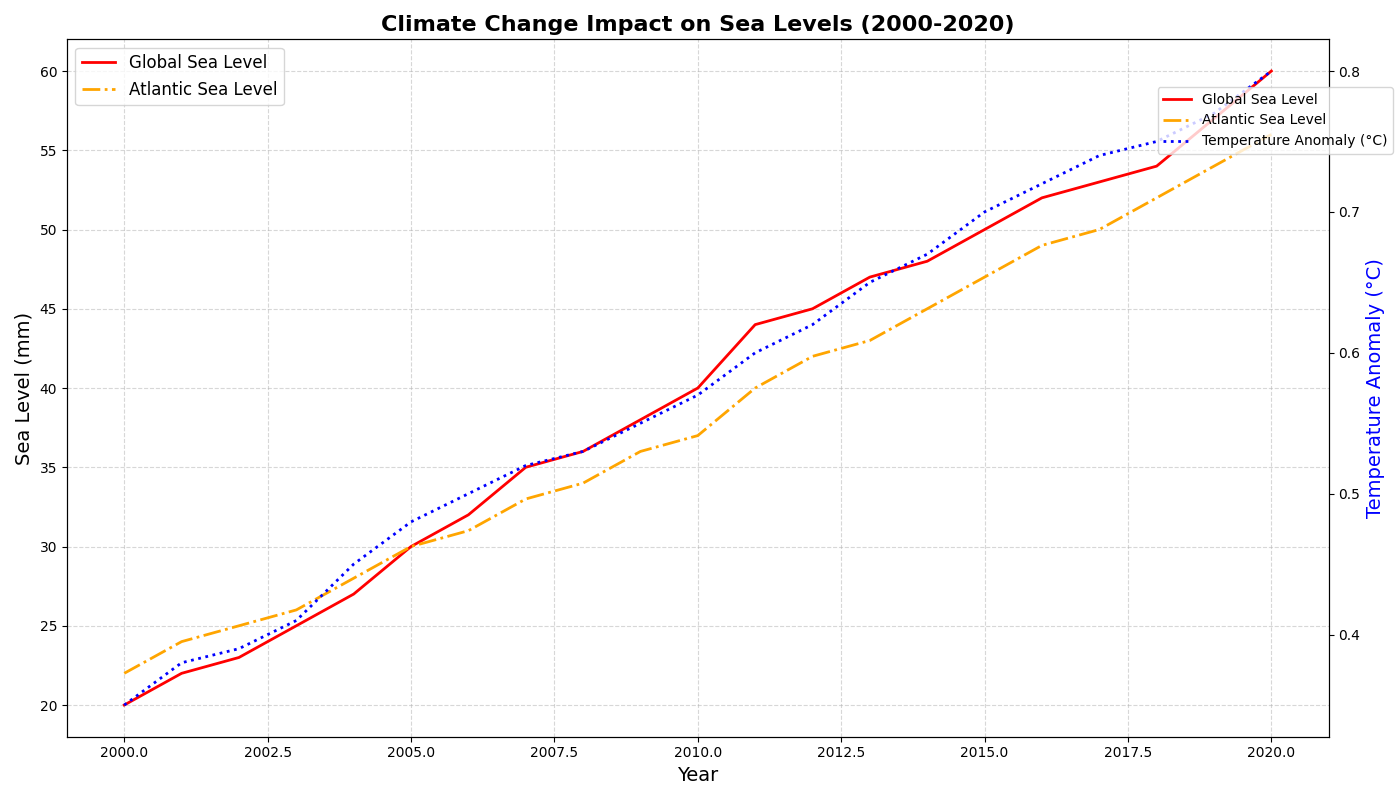 Climate Change Impact on Sea Levels (2000-2020)
Global Sea Level
Atlantic Sea Level
Global Sea Level
Atlantic Sea Level
Temperature Anomaly (°C)
60
55
50
45
40
35
30
25
20
Sea Level (mm)
0.8
0.7
0.6
0.5
0.4
Temperature Anomaly (°C)
2000.0 2002.5 2005.0 2007.5 2010.0 2012.5 2015.0 2017.5 2020.0
Year